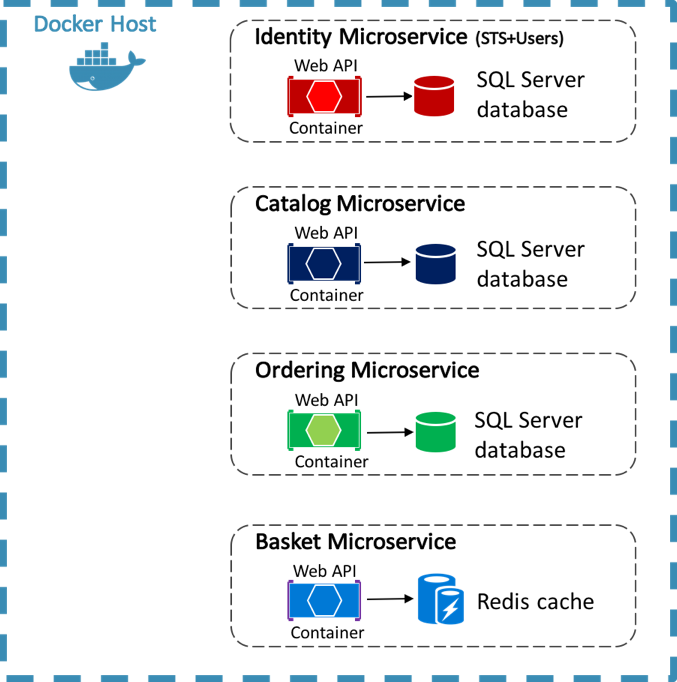 Docker Host
Identity Microservice (STS+Users)
Web API
SQL Server
database
Container
Catalog Microservice
Web API
SQL Server
database
Container
Ordering Microservice
Web API
SQL Server
database
Container
Basket Microservice
Web API
Redis cache
Container